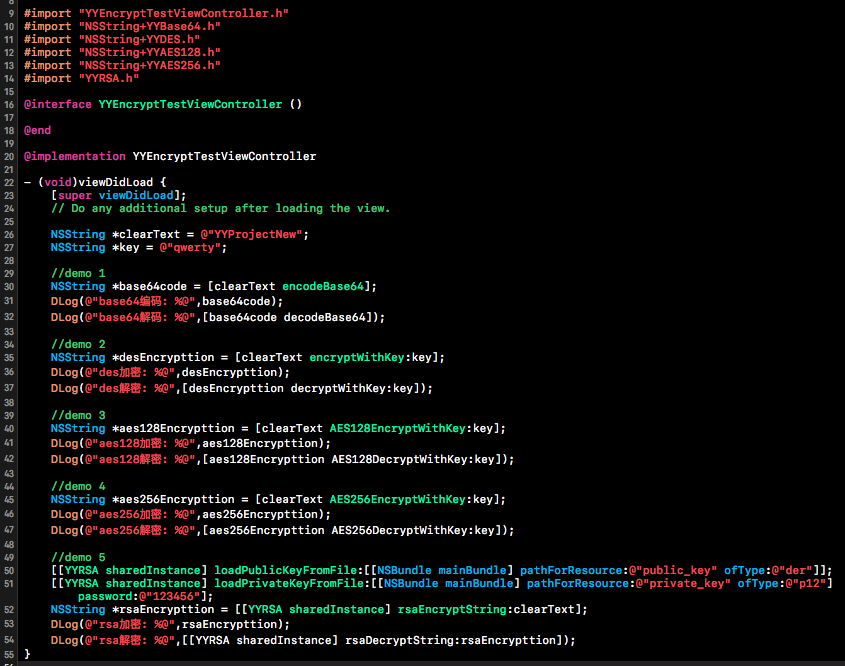 8
9 #import "YYEncryptTestViewController.h"
10 #import "NSString+YYBase64.h"
11 #import "NSString+YYDES.h"
12 #import "NSString+YYAES128.h"
13 #import "NSString+YYAES256.h"
14 #import "YYRSA.h"
15
16 @interface YYEncryptTestViewController ()
17
18 @end
19
20 @implementation YYEncryptTestViewController
21
22 - (void)viewDidLoad {
23 [super viewDidLoad];
24 // Do any additional setup after loading the view.
25
26 NSString *clearText = @"YYProjectNew";
27 NSString *key = @"qwerty";
28
29 //demo 1
30 NSString *base64code = [clearText encodeBase64];
31 DLog(@"base64编码: %@",base64code);
32 DLog(@"base64解码: %@",[base64code decodeBase64]);
33
34 //demo 2
35 NSString *desEncrypttion = [clearText encryptWithKey:key];
36 DLog(@"des加密: %@",desEncrypttion);
37 DLog(@"des解密: %@",[desEncrypttion decryptWithKey:key]);
38
39 //demo 3
40 NSString *aes128Encrypttion = [clearText AES128EncryptWithKey:key];
41 DLog(@"aes128加密: %@",aes128Encrypttion);
42 DLog(@"aes128解密: %@",[aes128Encrypttion AES128DecryptWithKey:key]);
43
44 //demo 4
45 NSString *aes256Encrypttion = [clearText AES256EncryptWithKey:key];
46 DLog(@"aes256加密: %@",aes256Encrypttion);
47 DLog(@"aes256解密: %@",[aes256Encrypttion AES256DecryptWithKey:key]);
48
49 //demo 5
50 [[YYRSA sharedInstance] loadPublicKeyFromFile:[[NSBundle mainBundle] pathForResource:@"public_key" ofType:@"der"]];
51 [[YYRSA sharedInstance] loadPrivateKeyFromFile:[[NSBundle mainBundle] pathForResource:@"private_key" ofType:@"p12"]
password:@"123456"];
52 NSString *rsaEncrypttion = [[YYRSA sharedInstance] rsaEncryptString:clearText];
53 DLog(@"rsa加密: %@",rsaEncrypttion);
54 DLog(@"rsa解密: %@",[[YYRSA sharedInstance] rsaDecryptString:rsaEncrypttion]);
55 }